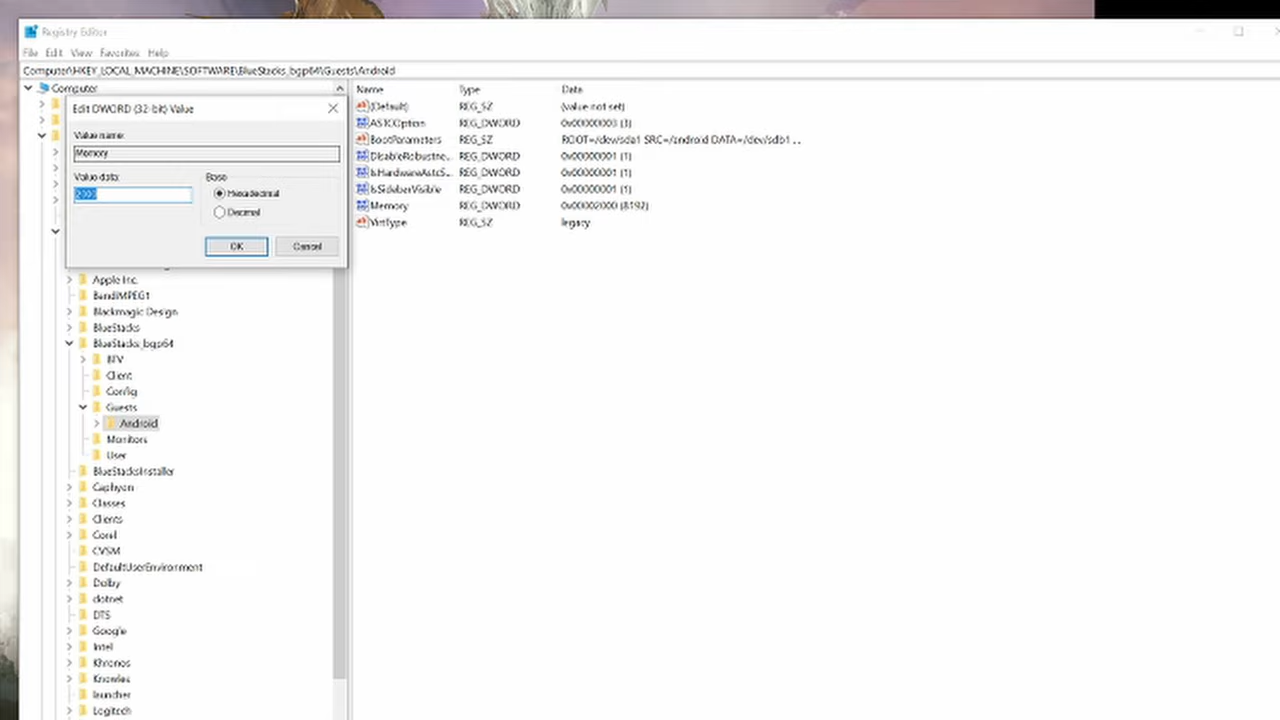 Registry Editor
File Edit View Favorites Help
Computer\HKEY_LOCAL_MACHINE\SOFTWARE\BlueStacks_bgp64\Guests\Android
Computer
Edit DWORD (32-bit) Value
Value name:
Memory
Value data:
2000
Base
Hexadecimal
Decimal
OK Cancel
Apple Inc.
BandiMPEG1
Blackmagic Design
BlueStacks
BlueStacks_bgp64
BTV
Client
Config
Guests
Android
Monitors
User
BlueStacksInstaller
Caphyon
Classes
Clients
Corel
CVSM
DefaultUserEnvironment
Dolby
dotnet
DTS
Google
Intel
Khronos
Knowles
launcher
Logitech
Name Type Data
(Default) REG_SZ (value not set)
ASTCOption REG_DWORD 0x00000003 (3)
BootParameters REG_SZ ROOT=/dev/sda1 SRC=/android DATA=/dev/sdb1...
DisableRobustne... REG_DWORD 0x00000001 (1)
IsHardwareAstcS... REG_DWORD 0x00000001 (1)
IsSidebarVisible REG_DWORD 0x00000001 (1)
Memory REG_DWORD 0x00002000 (8192)
VirtType REG_SZ legacy